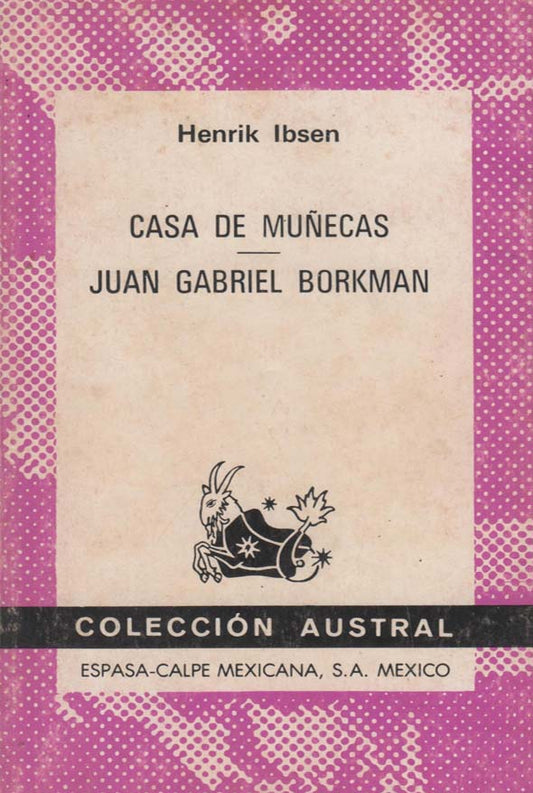 Henrik Ibsen
CASA DE MUÑECAS
JUAN GABRIEL BORKMAN
COLECCIÓN AUSTRAL
ESPASA-CALPE MEXICANA, S.A. MEXICO